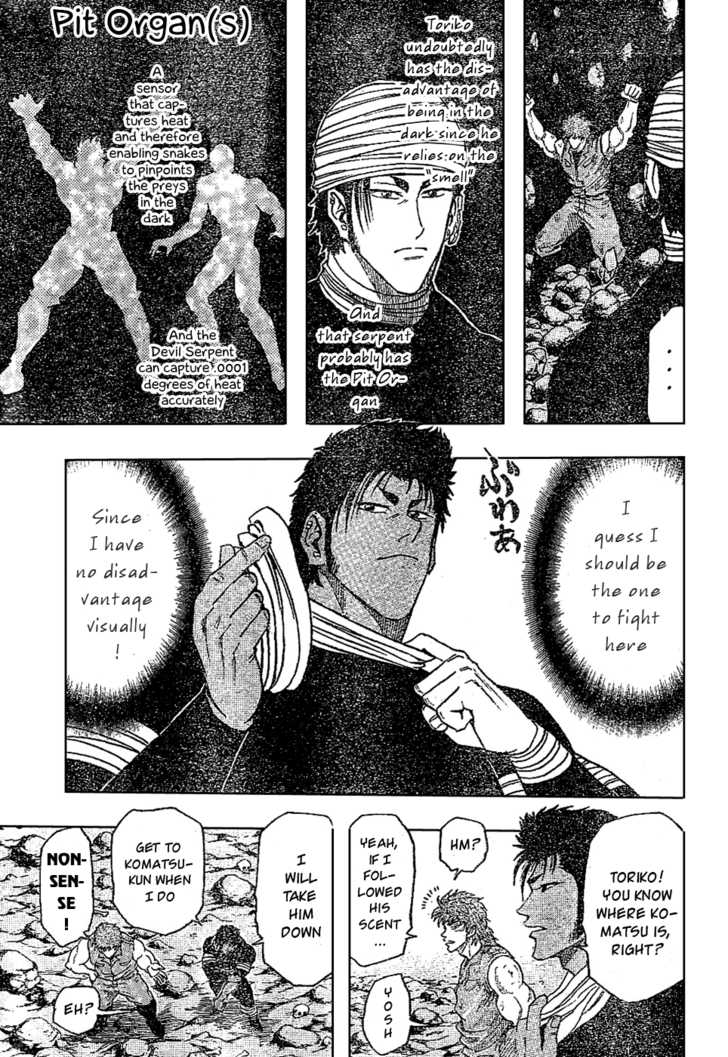 . . .
Toriko
undoubtedly
has the dis-
advantage of
being in the
dark since he
relies on the
"smell"
And
that serpent
probably has
the Pit Or-
gan
Pit Organ(s)
A
sensor
that cap-
tures heat
and therefore
enabling snakes
to pinpoints
the preys
in the
dark
And the
Devil Serpent
can capture .0001
degrees of heat
accurately
I
guess I
should be
the one
to fight
here
ぶわあ
Since
I have
no disad-
vantage
visually
!
TORIKO!
YOU KNOW
WHERE KO-
MATSU IS,
RIGHT?
HM?
YEAH,
IF I
FOL-
LOWED
HIS
SCENT
...
YOSH
I
WILL
TAKE
HIM
DOWN
GET TO
KOMATSU-
KUN WHEN
I DO
NON-
SEN-
SE
!
EH?